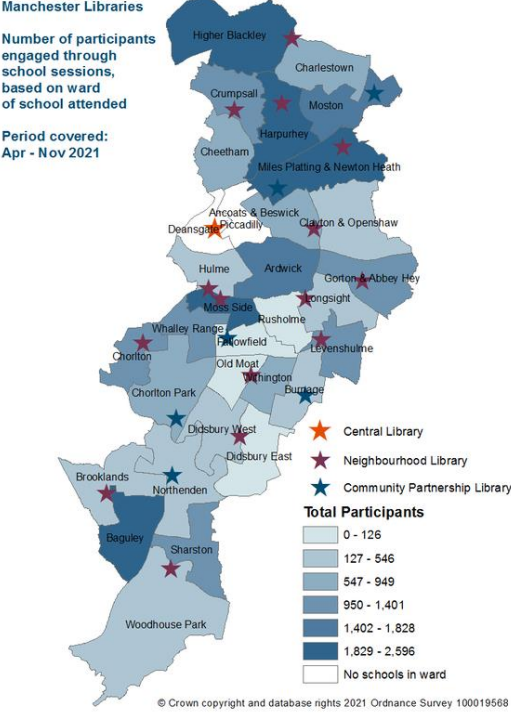 Manchester Libraries
Number of participants
engaged through
school sessions,
based on ward
of school attended
Period covered:
Apr - Nov 2021
Higher Blackley
Charlestown
Crumpsall
Moston
Harpurhey
Cheetham
Miles Platting & Newton Heath
Ancoats & Beswick
Piccadilly
Deansgate
Clayton & Openshaw
Hulme
Ardwick
Gorton & Abbey Hey
Longsight
Moss Side
Rusholme
Whalley Range
Fallowfield
Levenshulme
Chorlton
Old Moat
Withington
Chorlton Park
Burnage
Didsbury West
Didsbury East
Brooklands
Northenden
Baguley
Sharston
Woodhouse Park
Central Library
Neighbourhood Library
Community Partnership Library
Total Participants
0 - 126
127 - 546
547 - 949
950 - 1,401
1,402 - 1,828
1,829 - 2,596
No schools in ward
© Crown copyright and database rights 2021 Ordnance Survey 100019568